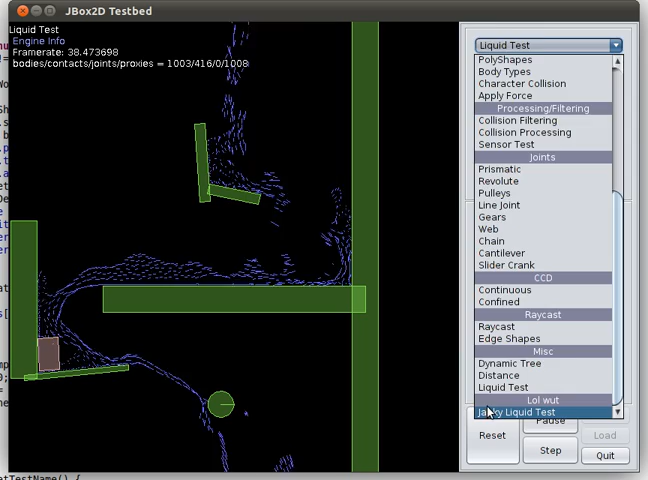 JBox2D Testbed
Liquid Test
Engine Info
Framerate: 38.473698
bodies/contacts/joints/proxies = 1003/416/0/1008
Liquid Test
PolyShapes
Body Types
Character Collision
Apply Force
Processing/Filtering
Collision Filtering
Collision Processing
Sensor Test
Joints
Prismatic
Revolute
Pulleys
Line Joint
Gears
Web
Chain
Cantilever
Slider Crank
CCD
Continuous
Confined
Raycast
Raycast
Edge Shapes
Misc
Dynamic Tree
Distance
Liquid Test
Lol wut
Janky Liquid Test
Reset
Pause
Step
Load
Quit